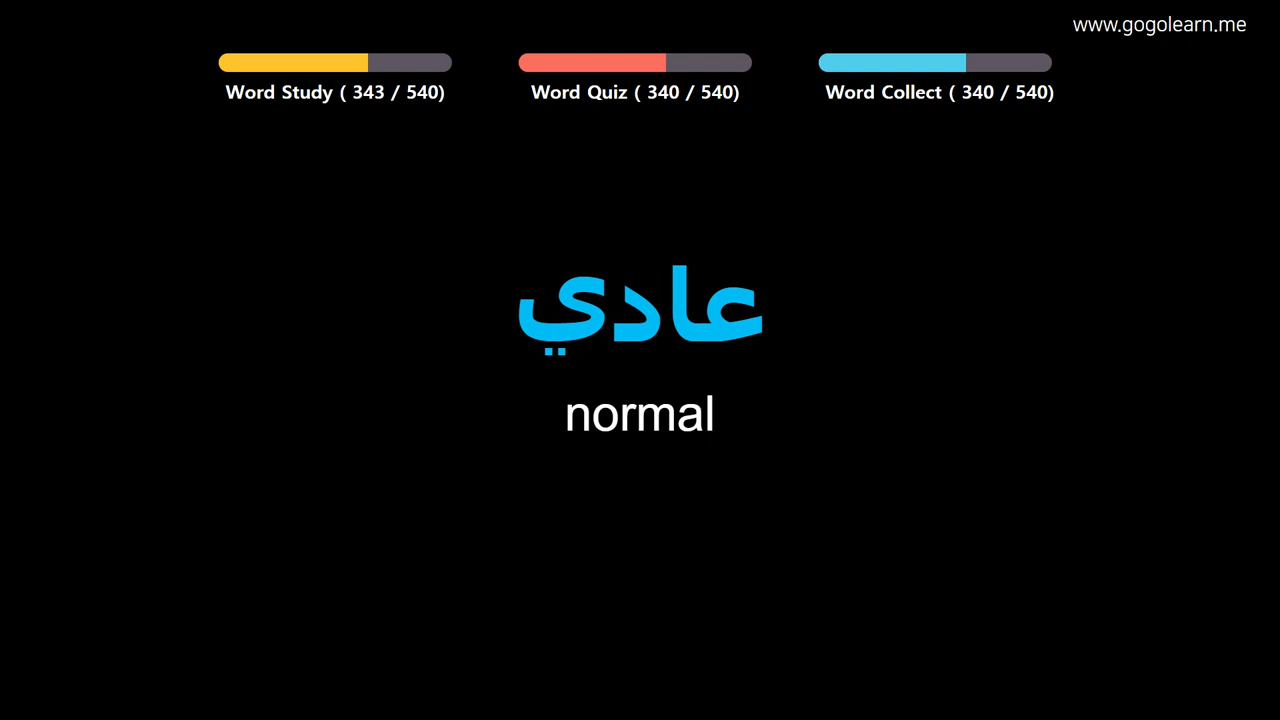 www.gogolearn.me
Word Study ( 343 / 540)
Word Quiz ( 340 / 540)
Word Collect ( 340 / 540)
عادي
normal